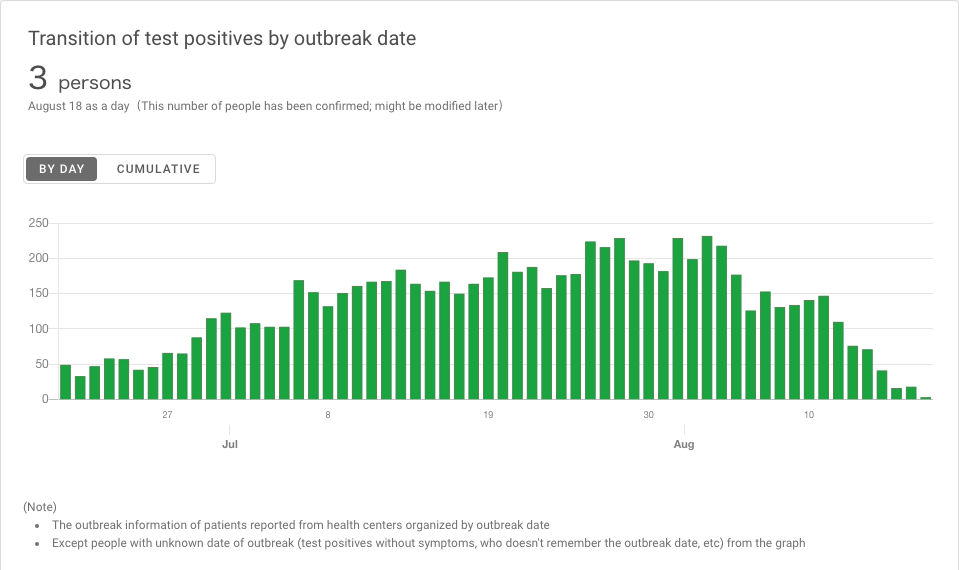 Transition of test positives by outbreak date
3 persons
August 18 as a day (This number of people has been confirmed; might be modified later)
BY DAY CUMULATIVE
250
200
150
100
50
0
27 8 19 30 10
Jul Aug
(Note)
• The outbreak information of patients reported from health centers organized by outbreak date
• Except people with unknown date of outbreak (test positives without symptoms, who doesn't remember the outbreak date, etc) from the graph